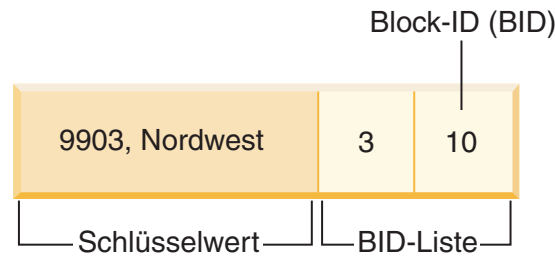 Block-ID (BID)
9903, Nordwest 3 10
Schlüsselwert BID-Liste